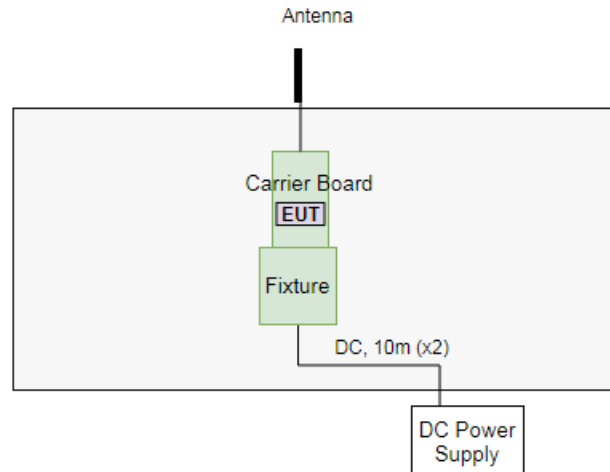 Antenna
Carrier Board
EUT
Fixture
DC, 10m (x2)
DC Power
Supply